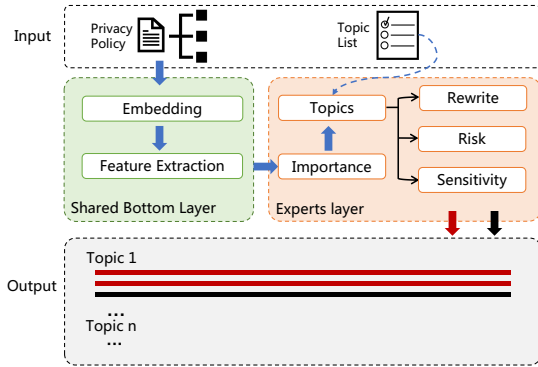 Input
Privacy
Policy
Topic
List
Embedding
Feature Extraction
Shared Bottom Layer
Topics
Importance
Rewrite
Risk
Sensitivity
Experts layer
Output
Topic 1
...
Topic n
...